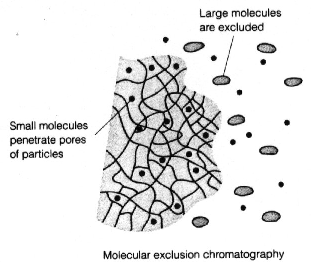 Large molecules
are excluded
Small molecules
penetrate pores
of particles
Molecular exclusion chromatography